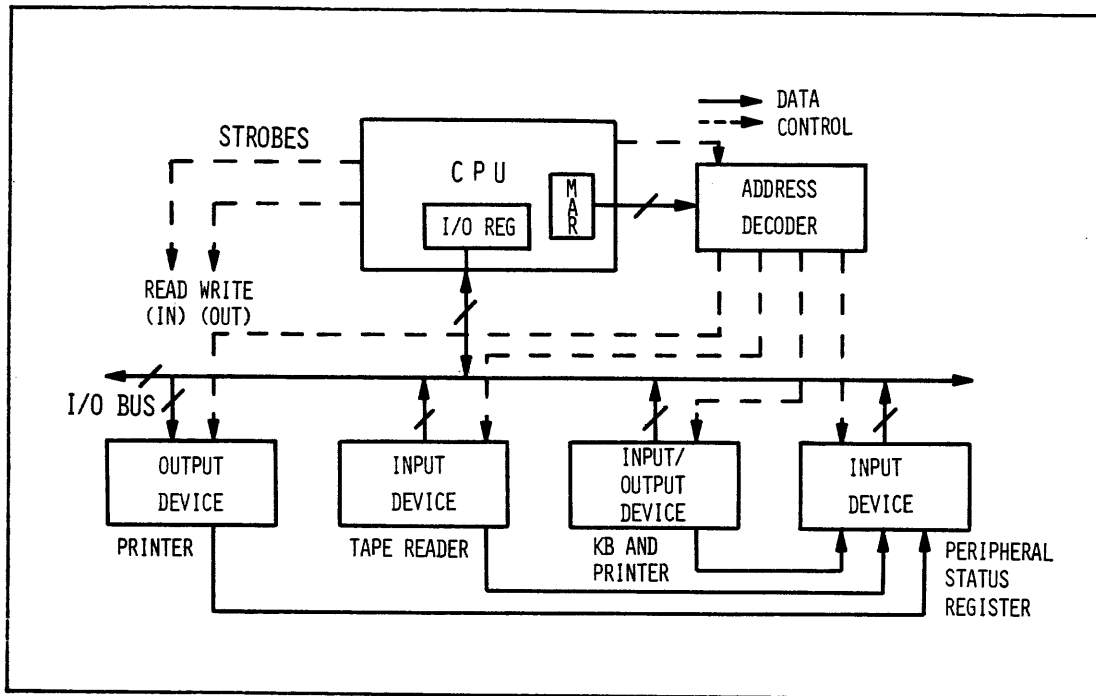 DATA
CONTROL
STROBES
CPU
MAR
I/O REG
ADDRESS
DECODER
READ WRITE
(IN) (OUT)
I/O BUS
OUTPUT
DEVICE
INPUT
DEVICE
INPUT/
OUTPUT
DEVICE
INPUT
DEVICE
PRINTER
TAPE READER
KB AND
PRINTER
PERIPHERAL
STATUS
REGISTER